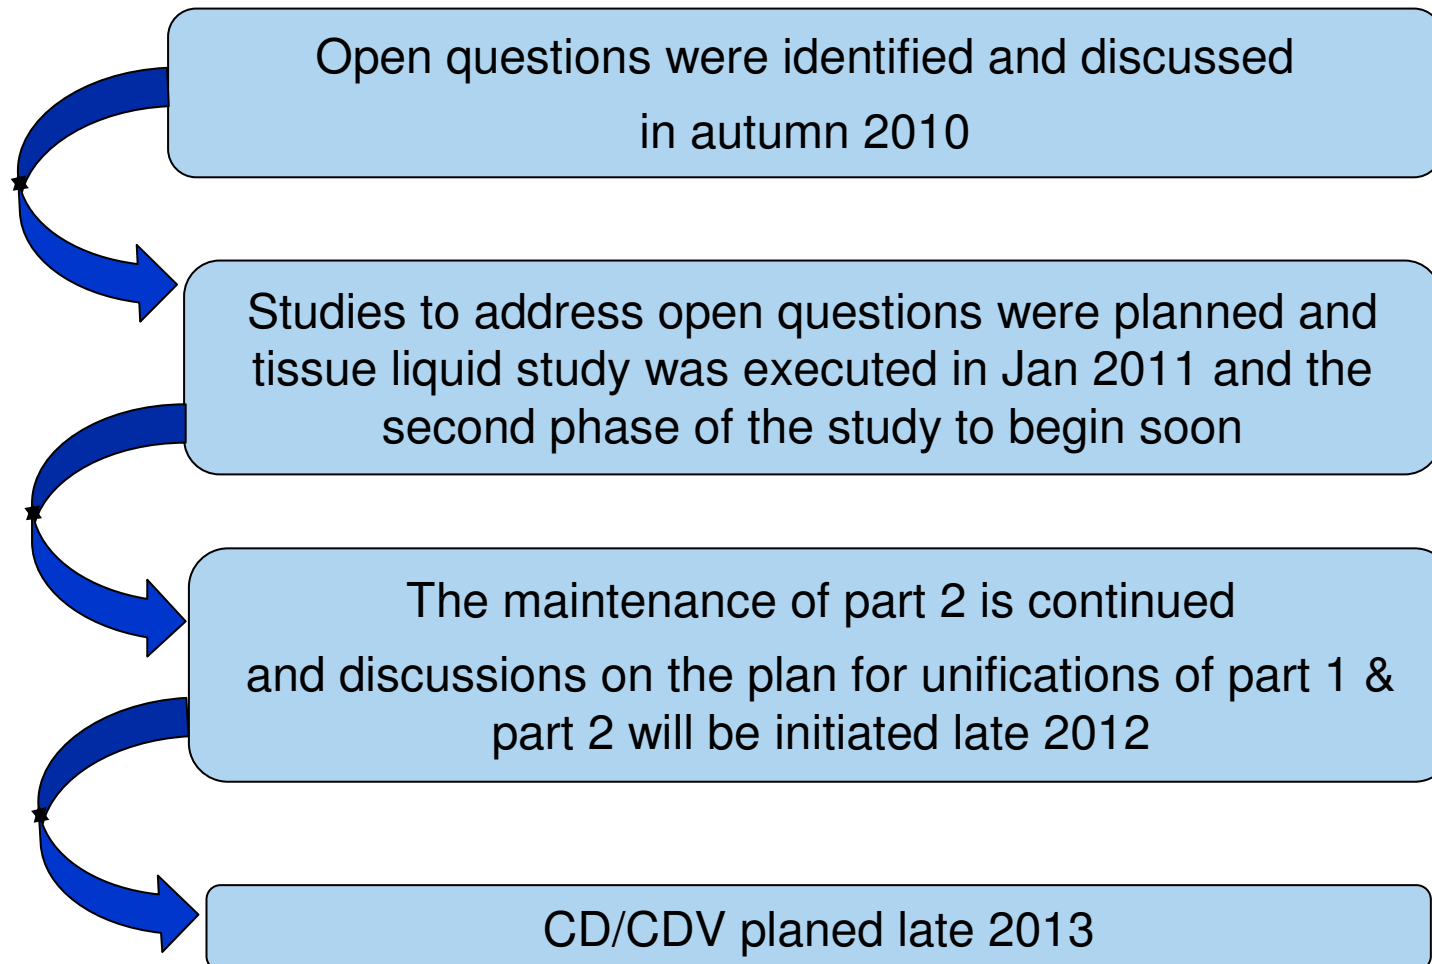 Open questions were identified and discussed
in autumn 2010
Studies to address open questions were planned and
tissue liquid study was executed in Jan 2011 and the
second phase of the study to begin soon
The maintenance of part 2 is continued
and discussions on the plan for unifications of part 1 &
part 2 will be initiated late 2012
CD/CDV planed late 2013